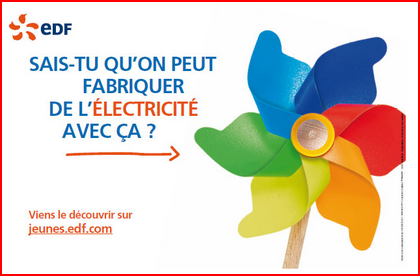 eDF
SAIS-TU QU'ON PEUT
FABRIQUER
DE L'ÉLECTRICITÉ
AVEC ÇA ?
Viens le découvrir sur
jeunes.edf.com